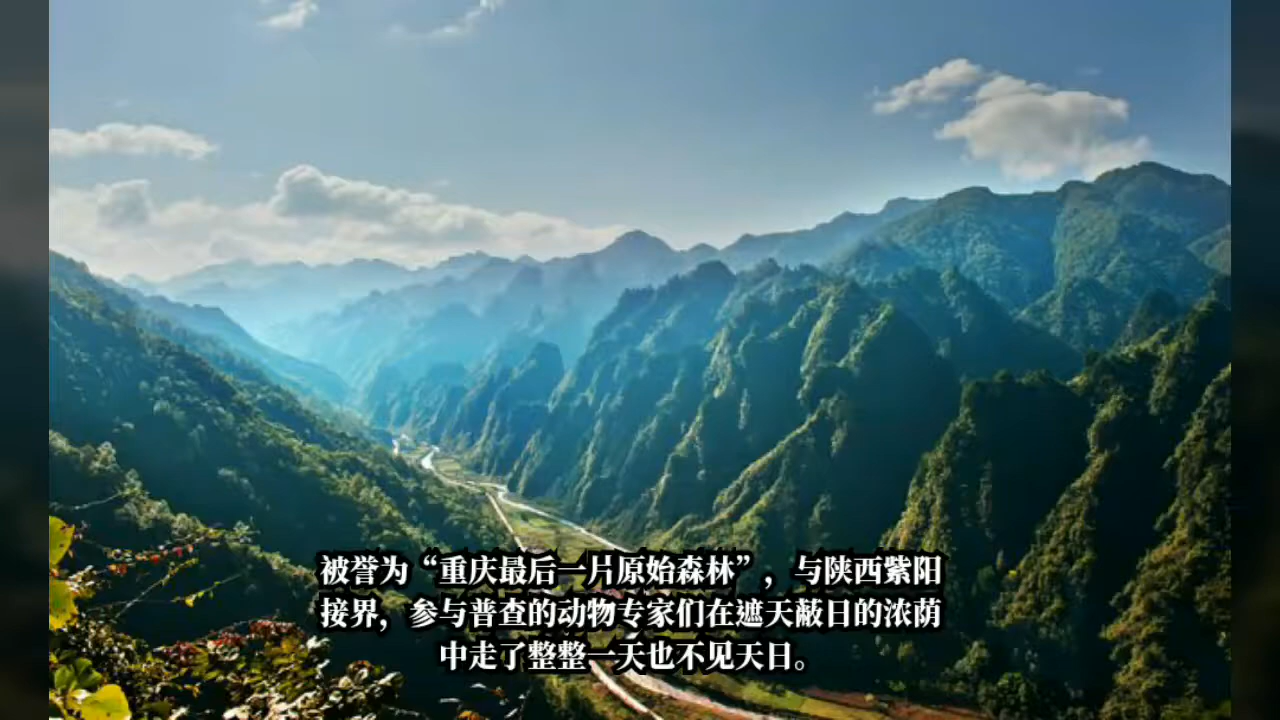 被誉为“重庆最后一片原始森林”，与陕西紫阳
接界，参与普查的动物专家们在遮天蔽日的浓荫
中走了整整一天也不见天日。